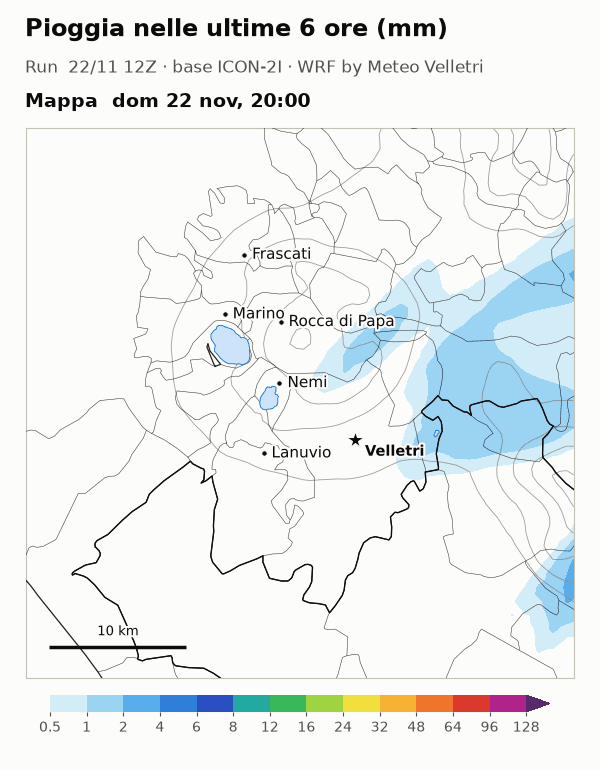 Pioggia nelle ultime 6 ore (mm)
Run  22/11 12Z · base ICON-2I · WRF by Meteo Velletri
Mappa  dom 22 nov, 20:00
Frascati
Marino
Rocca di Papa
Nemi
Lanuvio
Velletri
10 km
0.5 1 2 4 6 8 12 16 24 32 48 64 96 128